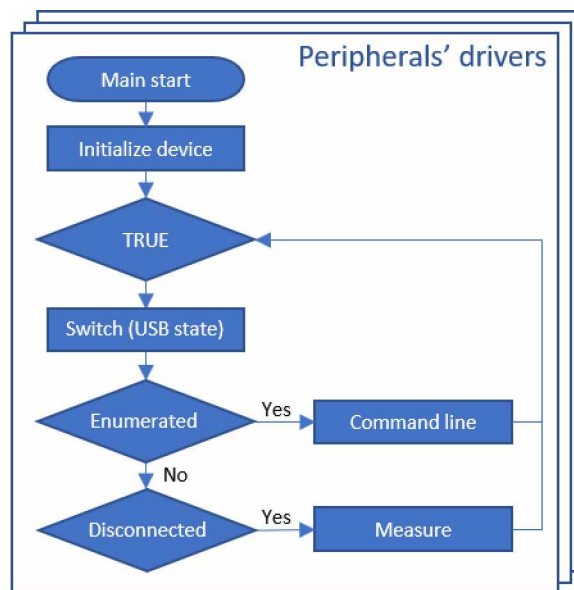 Peripherals' drivers
Main start
Initialize device
TRUE
Switch (USB state)
Enumerated
Yes
Command line
No
Disconnected
Yes
Measure